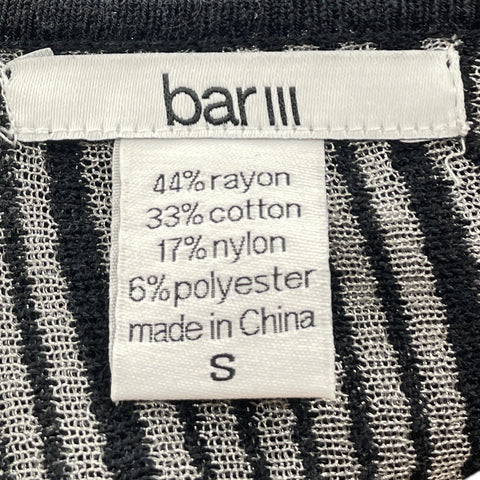 bar III
44% rayon
33% cotton
17% nylon
6% polyester
made in China
S